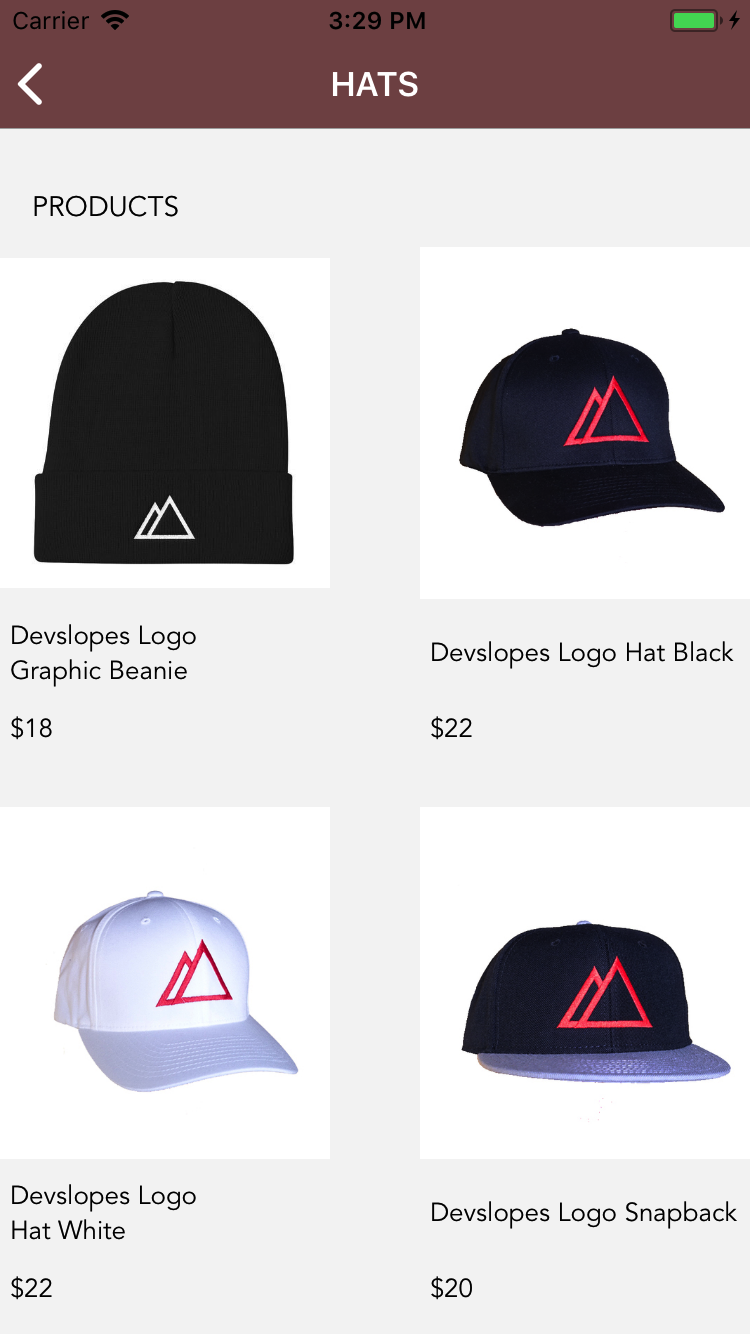 Carrier 3:29 PM
HATS
PRODUCTS
Devslopes Logo
Graphic Beanie
$18
Devslopes Logo Hat Black
$22
Devslopes Logo
Hat White
$22
Devslopes Logo Snapback
$20